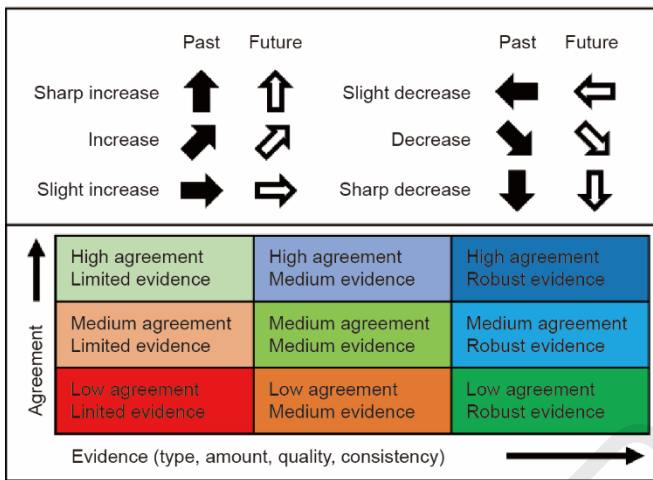 Past Future Past Future
Sharp increase Slight decrease
Increase Decrease
Slight increase Sharp decrease
High agreement High agreement High agreement
Limited evidence Medium evidence Robust evidence
Medium agreement Medium agreement Medium agreement
Limited evidence Medium evidence Robust evidence
Low agreement Low agreement Low agreement
Linited evidence Medium evidence Robust evidence
Agreement
Evidence (type, amount, quality, consistency)